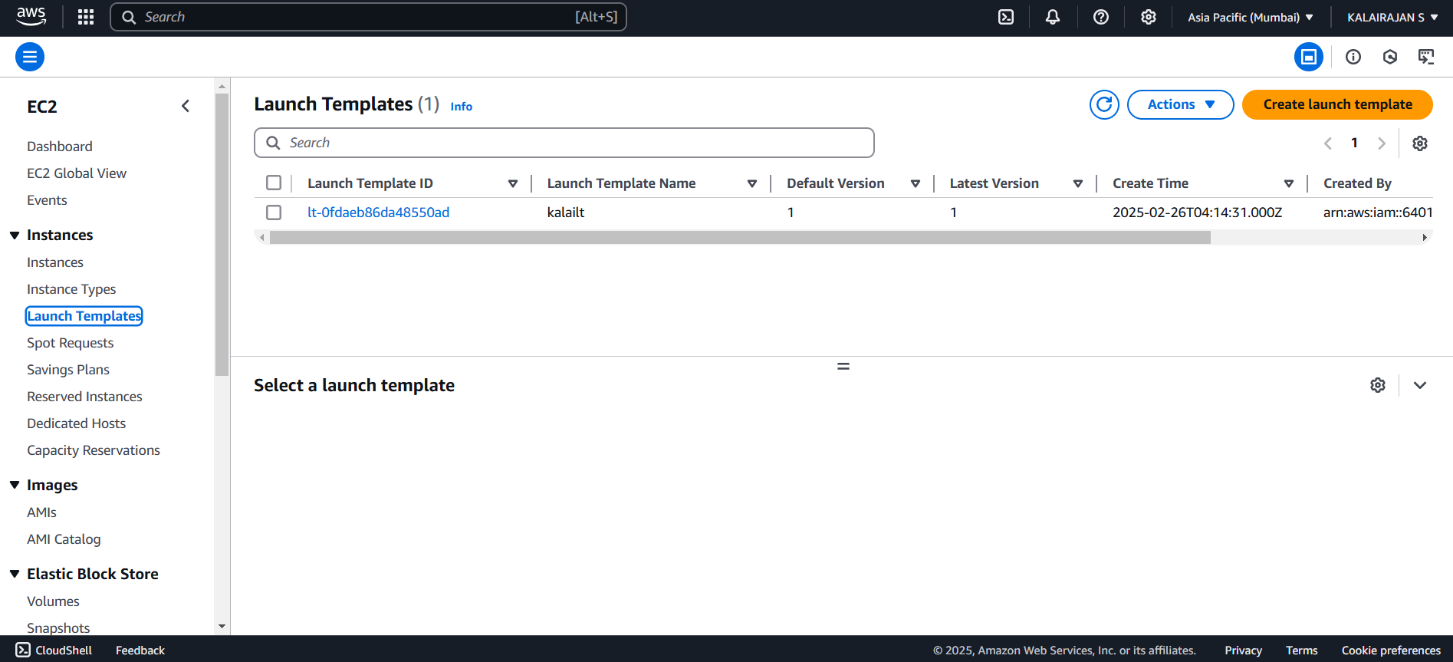 aws
Search [Alt+S]
Asia Pacific (Mumbai)
KALAIRAJAN S
EC2
Dashboard
EC2 Global View
Events
Instances
Instances
Instance Types
Launch Templates
Spot Requests
Savings Plans
Reserved Instances
Dedicated Hosts
Capacity Reservations
Images
AMIs
AMI Catalog
Elastic Block Store
Volumes
Snapshots
Launch Templates (1) Info
Actions
Create launch template
Search
1
Launch Template ID Launch Template Name Default Version Latest Version Create Time Created By
lt-0fdaeb86da48550ad kalailt 1 1 2025-02-26T04:14:31.000Z arn:aws:iam::6401
Select a launch template
CloudShell Feedback © 2025, Amazon Web Services, Inc. or its affiliates. Privacy Terms Cookie preferences